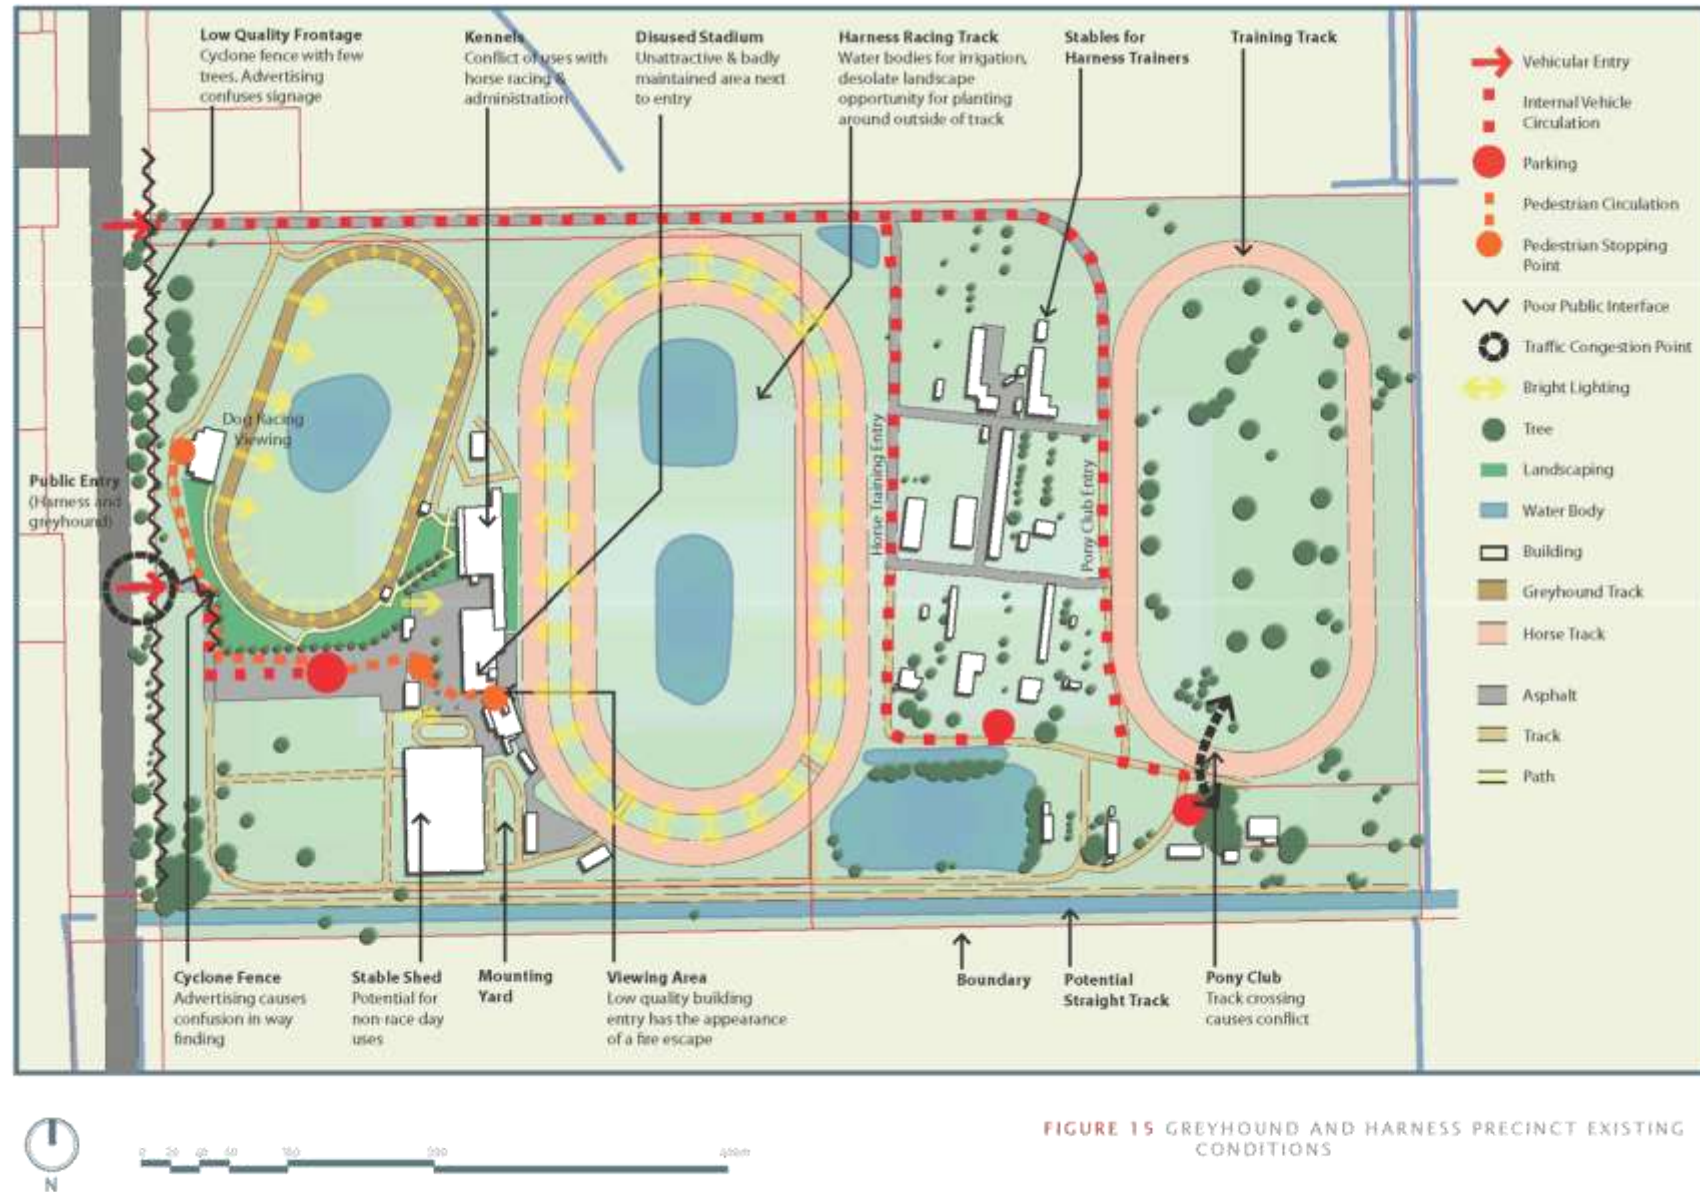 Low Quality Frontage
Cyclone fence with few
trees. Advertising
confuses signage
Kennels
Conflict of uses with
horse racing &
administration
Disused Stadium
Unattractive & badly
maintained area next
to entry
Harness Racing Track
Water bodies for irrigation,
desolate landscape
opportunity for planting
around outside of track
Stables for
Harness Trainers
Training Track
Vehicular Entry
Internal Vehicle
Circulation
Parking
Pedestrian Circulation
Pedestrian Stopping
Point
Poor Public Interface
Traffic Congestion Point
Bright Lighting
Tree
Landscaping
Water Body
Building
Greyhound Track
Horse Track
Asphalt
Track
Path
Dog Racing
Viewing
Public Entry
(Harness and
greyhound)
Horse Training Entry
Pony Club Entry
Cyclone Fence
Advertising causes
confusion in way
finding
Stable Shed
Potential for
non-race day
uses
Mounting
Yard
Viewing Area
Low quality building
entry has the appearance
of a fire escape
Boundary
Potential
Straight Track
Pony Club
Track crossing
causes conflict
N
0 20 40 60 100 200 400m
FIGURE 15 GREYHOUND AND HARNESS PRECINCT EXISTING
CONDITIONS